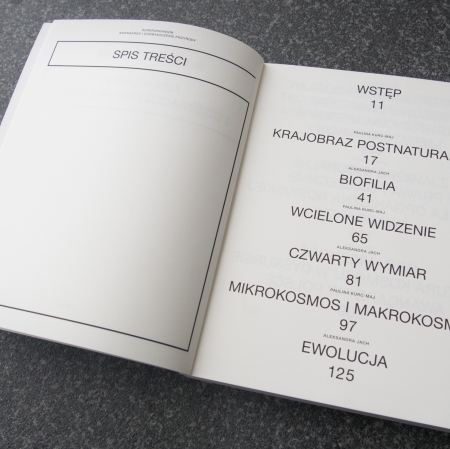 SPIS TREŚCI
WSTĘP
11
PAULINA KURC-MAJ
KRAJOBRAZ POSTNATURA
17
ALEKSANDRA JACH
BIOFILIA
41
PAULINA KURC-MAJ
WCIELONE WIDZENIE
65
ALEKSANDRA JACH
CZWARTY WYMIAR
81
PAULINA KURC-MAJ
MIKROKOSMOS I MAKROKOSM
97
ALEKSANDRA JACH
EWOLUCJA
125